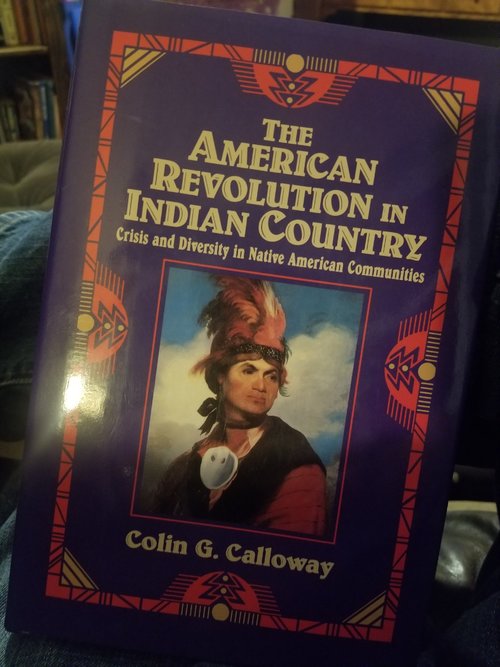 THE
AMERICAN
REVOLUTION IN
INDIAN COUNTRY
Crisis and Diversity in Native American Communities
Colin G. Calloway